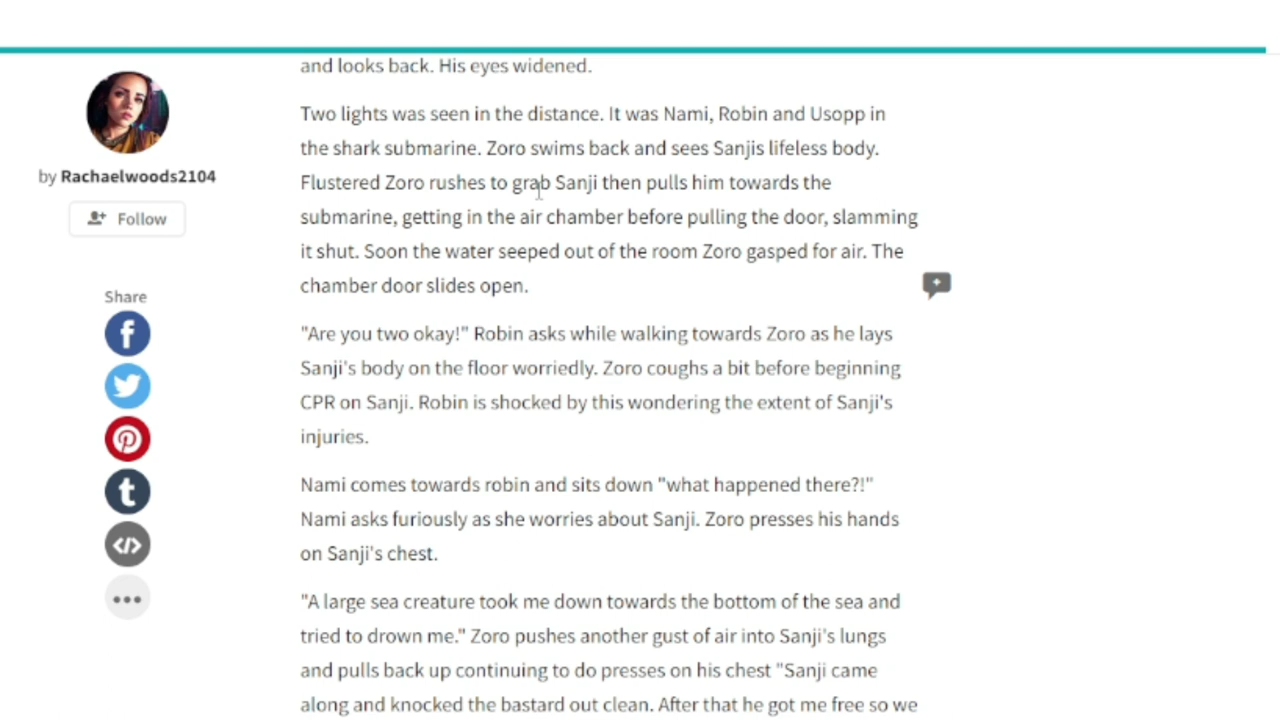 and looks back. His eyes widened.
Two lights was seen in the distance. It was Nami, Robin and Usopp in
the shark submarine. Zoro swims back and sees Sanjis lifeless body.
Flustered Zoro rushes to grab Sanji then pulls him towards the
submarine, getting in the air chamber before pulling the door, slamming
it shut. Soon the water seeped out of the room Zoro gasped for air. The
chamber door slides open.
"Are you two okay!" Robin asks while walking towards Zoro as he lays
Sanji's body on the floor worriedly. Zoro coughs a bit before beginning
CPR on Sanji. Robin is shocked by this wondering the extent of Sanji's
injuries.
Nami comes towards robin and sits down "what happened there?!"
Nami asks furiously as she worries about Sanji. Zoro presses his hands
on Sanji's chest.
"A large sea creature took me down towards the bottom of the sea and
tried to drown me." Zoro pushes another gust of air into Sanji's lungs
and pulls back up continuing to do presses on his chest "Sanji came
along and knocked the bastard out clean. After that he got me free so we
by Rachaelwoods2104
Follow
Share